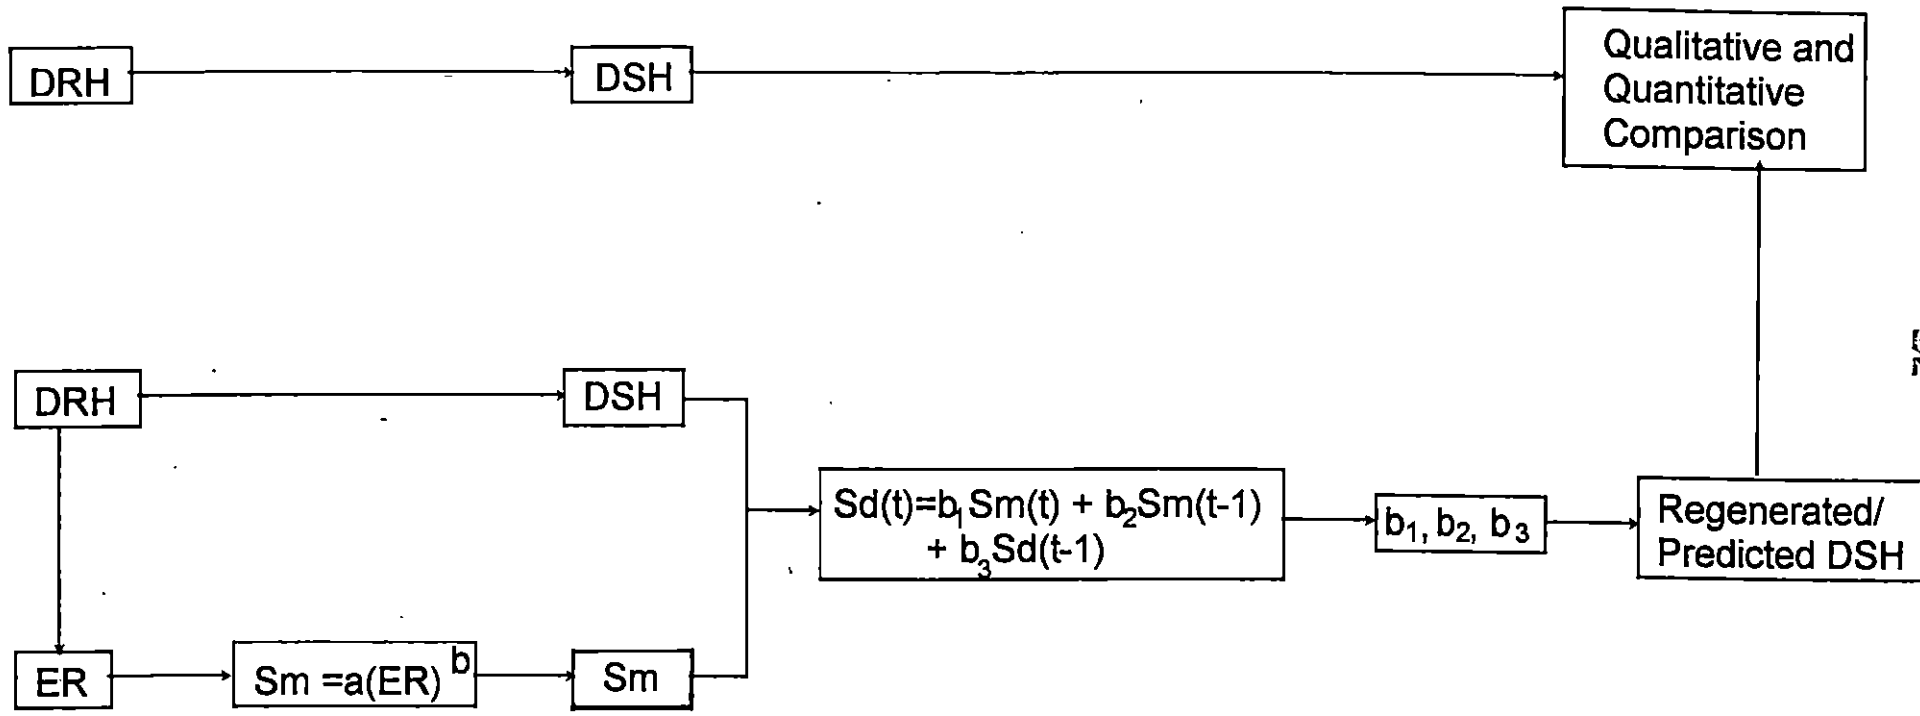 DRH
DSH
Qualitative and
Quantitative
Comparison
DRH
DSH
Sd(t)=b₁Sm(t) + b₂Sm(t-1)
+ b₃Sd(t-1)
b₁, b₂, b₃
Regenerated/
Predicted DSH
ER
Sm =a(ER)ᵇ
Sm